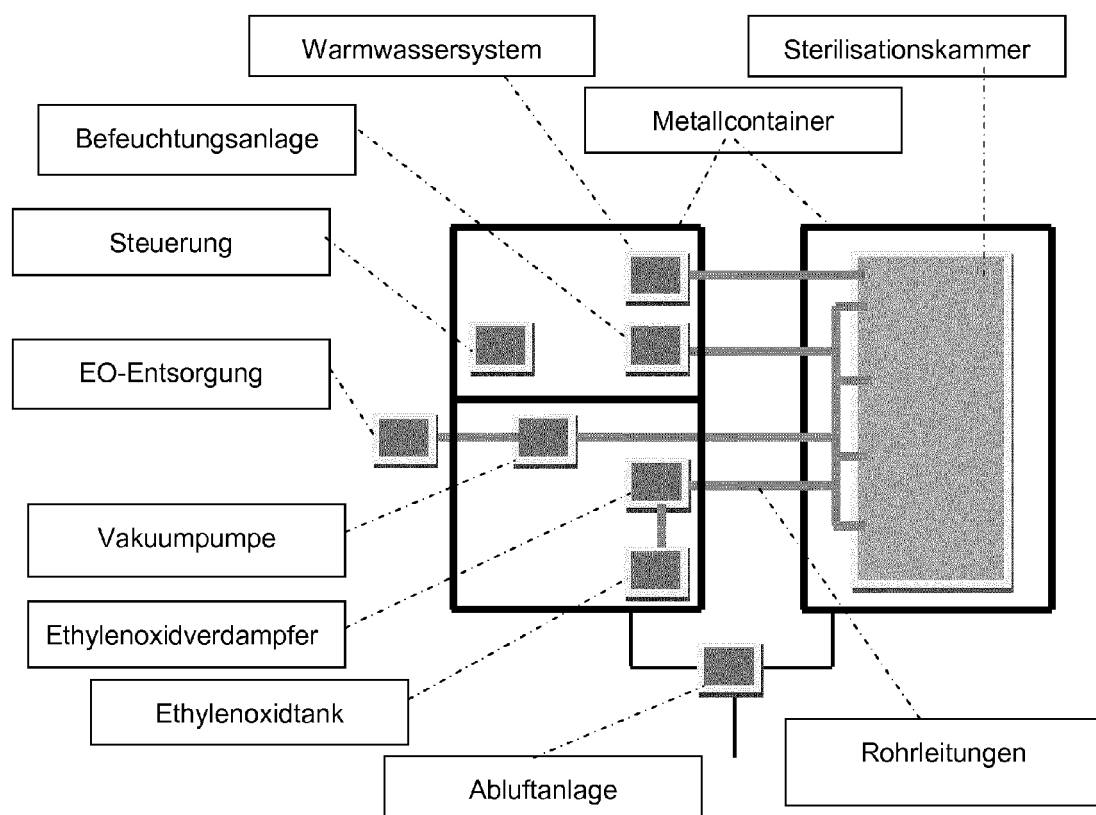 Warmwassersystem
Sterilisationskammer
Metallcontainer
Befeuchtungsanlage
Steuerung
EO-Entsorgung
Vakuumpumpe
Ethylenoxidverdampfer
Ethylenoxidtank
Abluftanlage
Rohrleitungen